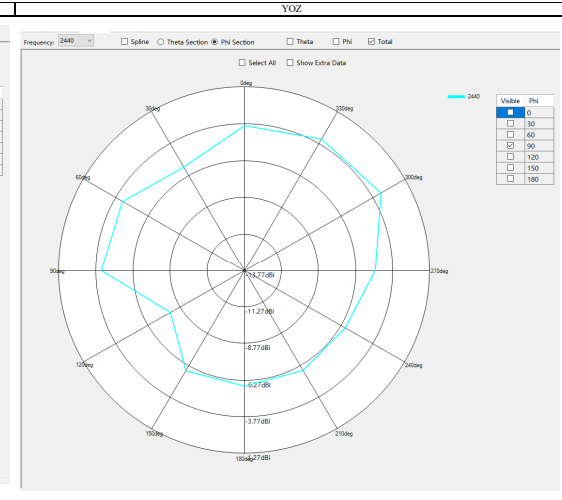 YOZ
Frequency: 2440 Spline Theta Section Phi Section Theta Phi Total
Select All Show Extra Data
0deg
2440
Visible Phi
30deg 330deg
0
30
60
90
120
150
180
60deg 300deg
90deg 270deg
-13.77dBi
-11.27dBi
-8.77dBi
120deg 240deg
-6.27dBi
-3.77dBi
150deg 210deg
180deg -1.27dBi